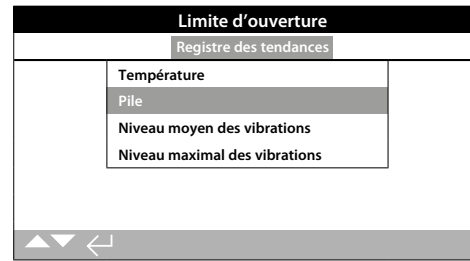 Limite d'ouverture
Registre des tendances
Température
Pile
Niveau moyen des vibrations
Niveau maximal des vibrations